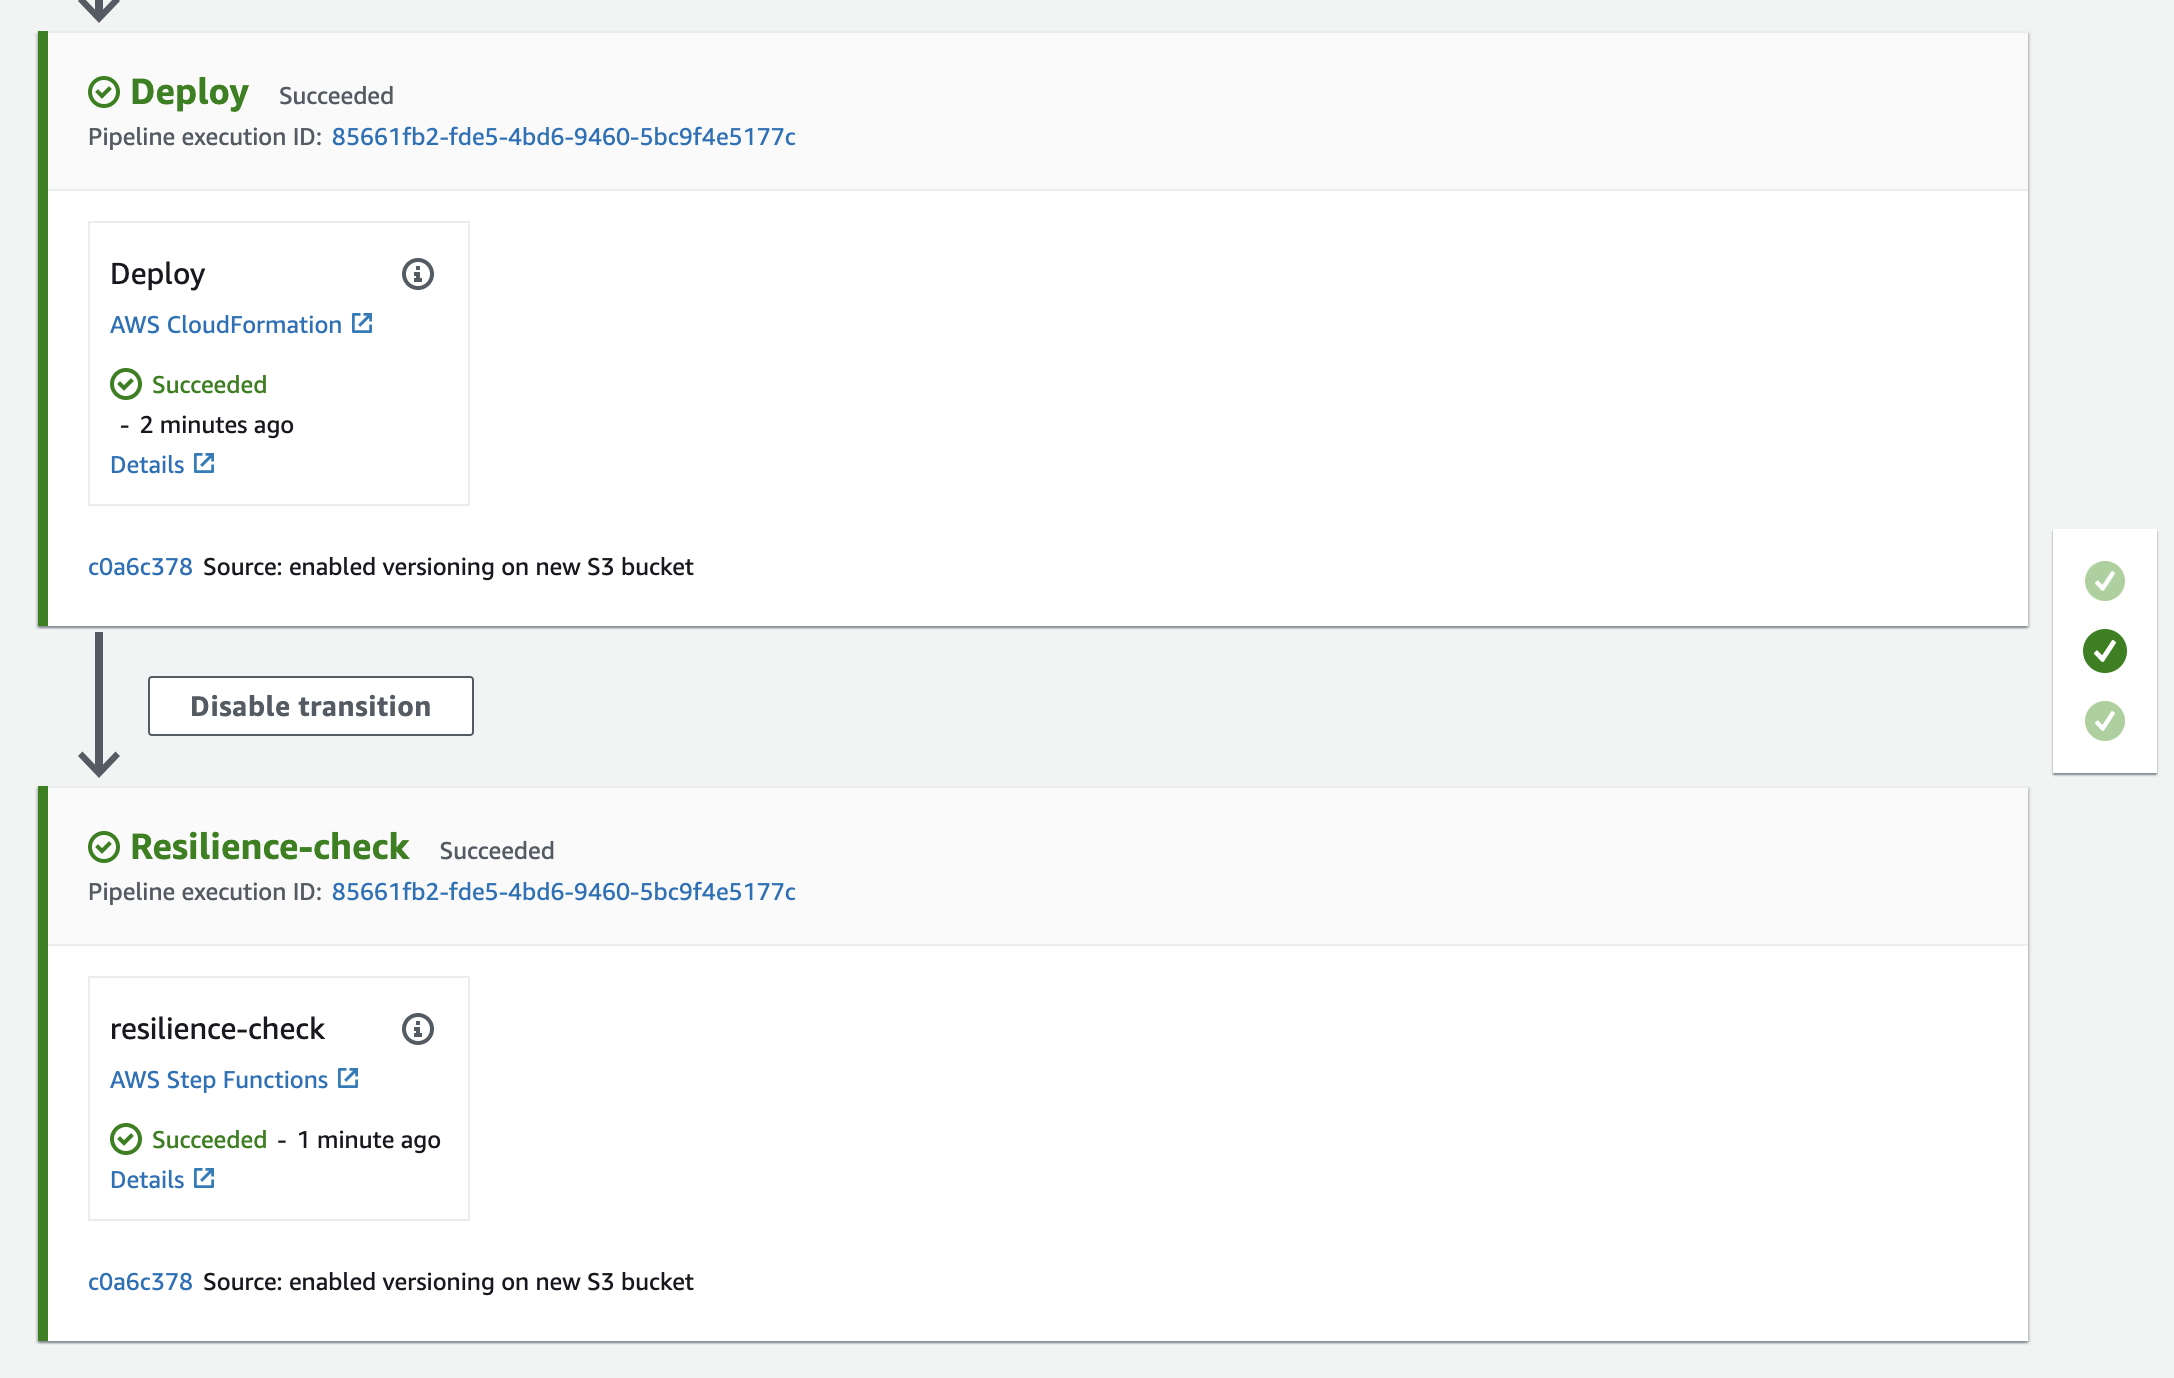 Deploy Succeeded
Pipeline execution ID: 85661fb2-fde5-4bd6-9460-5bc9f4e5177c
Deploy
AWS CloudFormation
Succeeded
- 2 minutes ago
Details
c0a6c378 Source: enabled versioning on new S3 bucket
Disable transition
Resilience-check Succeeded
Pipeline execution ID: 85661fb2-fde5-4bd6-9460-5bc9f4e5177c
resilience-check
AWS Step Functions
Succeeded - 1 minute ago
Details
c0a6c378 Source: enabled versioning on new S3 bucket